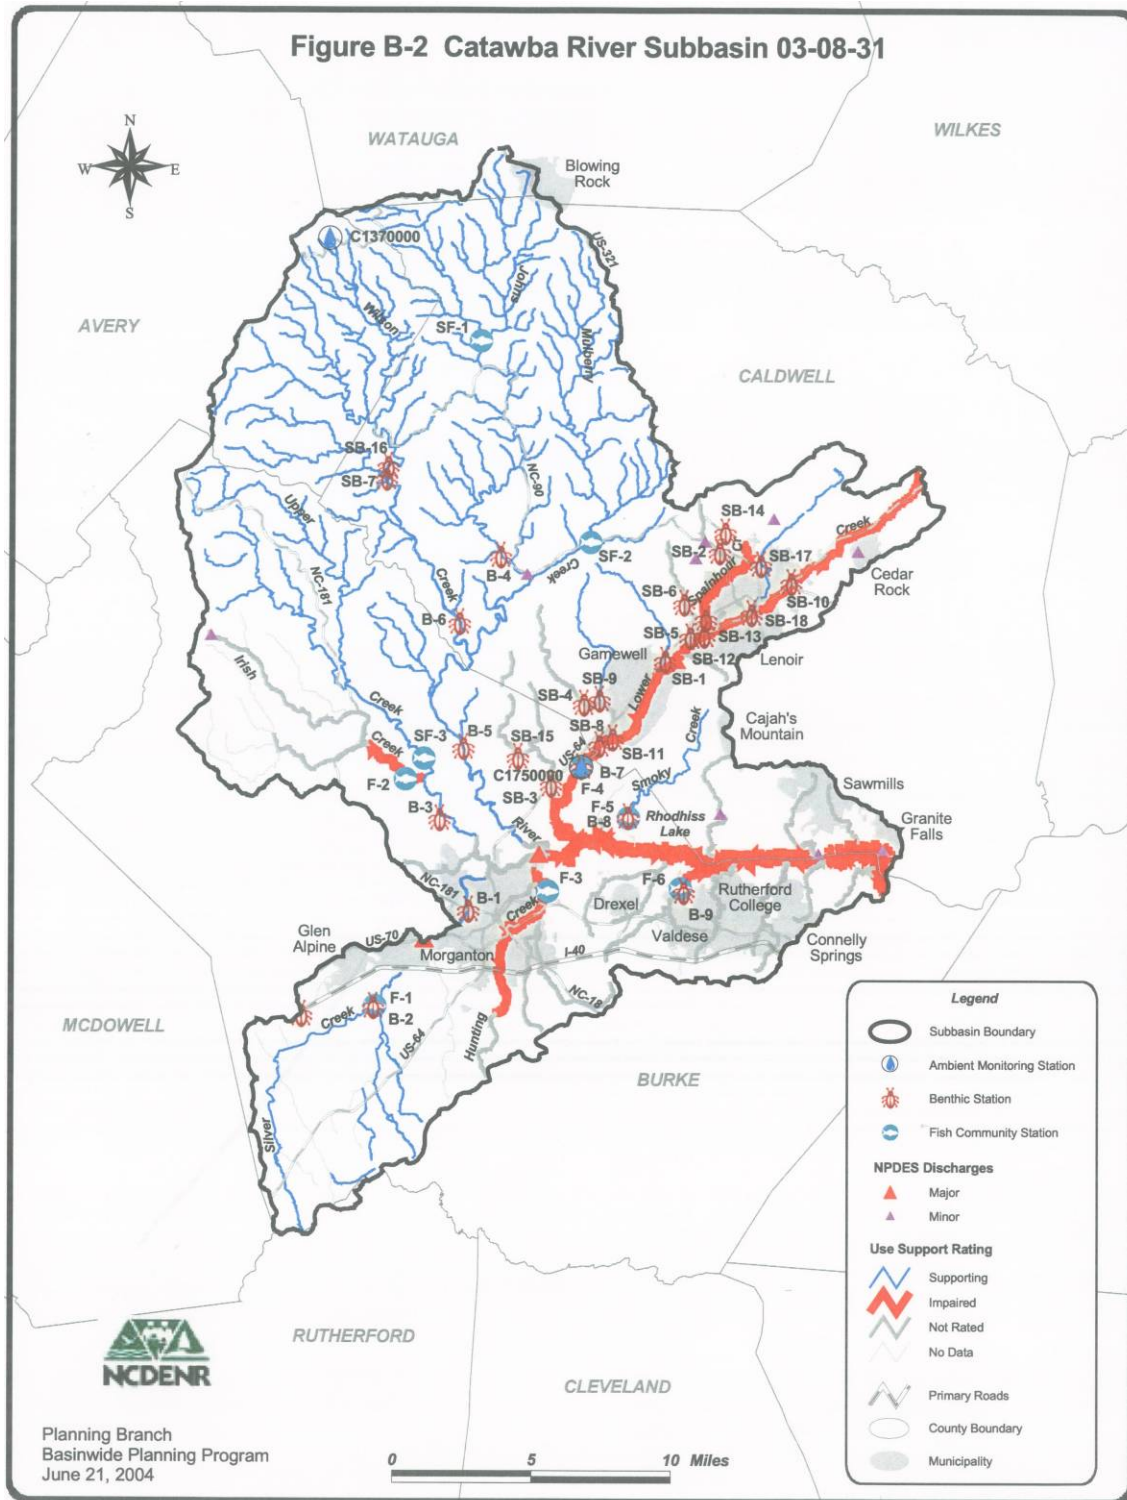 Figure B-2 Catawba River Subbasin 03-08-31
WATAUGA
WILKES
N
W E
S
Blowing
Rock
C1370000
US-321
Johns
Wilson
SF-1
Mulberry
AVERY
CALDWELL
SB-16
SB-7
NC-90
Upper
SB-14
Creek
SB-2
Cr
SB-17
SF-2
Creek
B-4
Spainhour
Cedar
Rock
NC-181
Creek
SB-6
SB-10
B-6
SB-18
SB-5
SB-13
Gamewell
SB-12
Lenoir
Irish
SB-1
SB-9
SB-4
Lower
Creek
Creek
Cajah's
Mountain
SB-8
SF-3
B-5
SB-15
US-64
SB-11
Creek
C1750000
B-7
Smoky
Sawmills
F-2
SB-3
F-4
F-5
B-8
Rhodhiss
Lake
Granite
Falls
B-3
River
F-3
F-6
NC-181
B-1
Creek
Drexel
Rutherford
College
B-9
Glen
Alpine
US-70
Morganton
I-40
Valdese
Connelly
Springs
NC-18
MCDOWELL
Creek
F-1
B-2
US-64
Hunting
BURKE
Silver
Legend
Subbasin Boundary
Ambient Monitoring Station
Benthic Station
Fish Community Station
NPDES Discharges
Major
Minor
Use Support Rating
Supporting
Impaired
Not Rated
No Data
Primary Roads
County Boundary
Municipality
RUTHERFORD
NCDENR
CLEVELAND
Planning Branch
Basinwide Planning Program
June 21, 2004
0 5 10 Miles